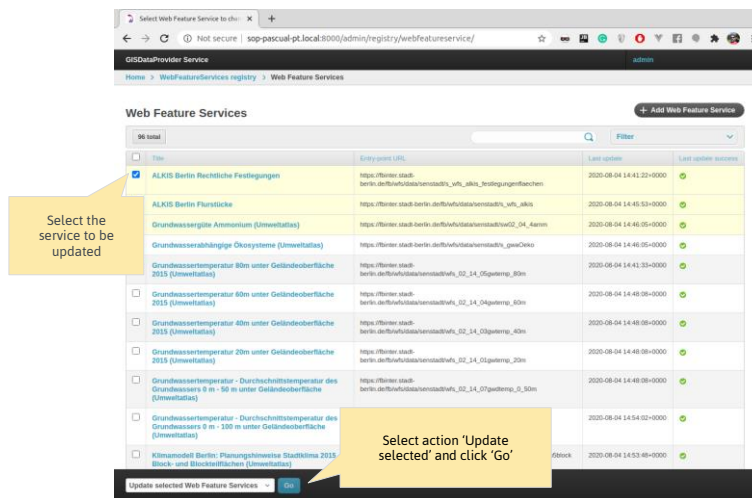 Select Web Feature Service to chan
Not secure | sop-pascual-pt.local:8000/admin/registry/webfeatureservice/
GISDataProvider Service
admin
Home > WebFeatureServices registry > Web Feature Services
Web Feature Services
+ Add Web Feature Service
96 total
Filter
Title
Entry-point URL
Last update
Last update success
ALKIS Berlin Rechtliche Festlegungen
https://fbinter.stadt-
berlin.de/fb/wfs/data/senstadt/s_wfs_alkis_festlegungenflaechen
2020-08-04 14:41:22+0000
ALKIS Berlin Flurstücke
https://fbinter.stadt-berlin.de/fb/wfs/data/senstadt/s_wfs_alkis
2020-08-04 14:45:53+0000
Grundwassergüte Ammonium (Umweltatlas)
https://fbinter.stadt-berlin.de/fb/wfs/data/senstadt/sw02_04_4amm
2020-08-04 14:46:05+0000
Grundwasserabhängige Ökosysteme (Umweltatlas)
https://fbinter.stadt-berlin.de/fb/wfs/data/senstadt/s_gwaOeko
2020-08-04 14:46:05+0000
Grundwassertemperatur 80m unter Geländeoberfläche
2015 (Umweltatlas)
https://fbinter.stadt-
berlin.de/fb/wfs/data/senstadt/wfs_02_14_05gwtemp_80m
2020-08-04 14:41:33+0000
Grundwassertemperatur 60m unter Geländeoberfläche
2015 (Umweltatlas)
https://fbinter.stadt-
berlin.de/fb/wfs/data/senstadt/wfs_02_14_04gwtemp_60m
2020-08-04 14:48:08+0000
Grundwassertemperatur 40m unter Geländeoberfläche
2015 (Umweltatlas)
https://fbinter.stadt-
berlin.de/fb/wfs/data/senstadt/wfs_02_14_03gwtemp_40m
2020-08-04 14:48:08+0000
Grundwassertemperatur 20m unter Geländeoberfläche
2015 (Umweltatlas)
https://fbinter.stadt-
berlin.de/fb/wfs/data/senstadt/wfs_02_14_01gwtemp_20m
2020-08-04 14:48:08+0000
Grundwassertemperatur - Durchschnittstemperatur des
Grundwassers 0 m - 50 m unter Geländeoberfläche
(Umweltatlas)
https://fbinter.stadt-
berlin.de/fb/wfs/data/senstadt/wfs_02_14_07gwdtemp_0_50m
2020-08-04 14:48:08+0000
Grundwassertemperatur - Durchschnittstemperatur des
Grundwassers 0 m - 100 m unter Geländeoberfläche
(Umweltatlas)
2020-08-04 14:54:02+0000
Klimamodell Berlin: Planungshinweise Stadtklima 2015
Block- und Blockteilflächen (Umweltatlas)
2020-08-04 14:53:48+0000
Update selected Web Feature Services
Go
Select the
service to be
updated
Select action 'Update
selected' and click 'Go'